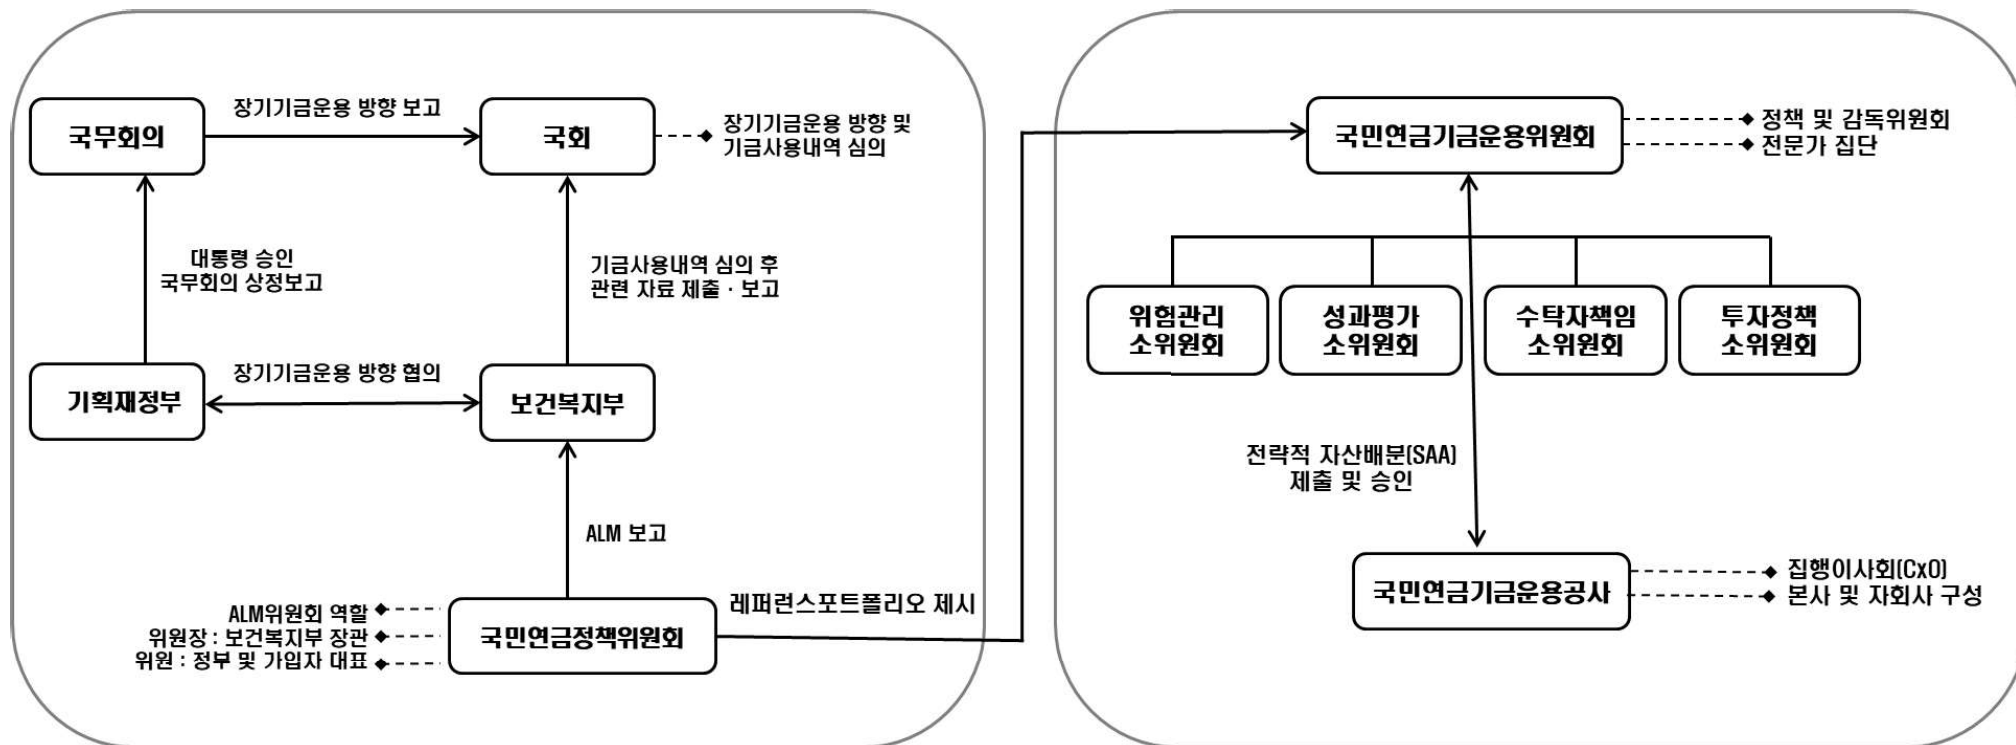 국무회의
장기기금운용 방향 보고
국회
장기기금운용 방향 및
기금사용내역 심의
대통령 승인
국무회의 상정보고
기금사용내역 심의 후
관련 자료 제출 · 보고
기획재정부
장기기금운용 방향 협의
보건복지부
ALM 보고
ALM위원회 역할
위원장 : 보건복지부 장관
위원 : 정부 및 가입자 대표
국민연금정책위원회
레퍼런스포트폴리오 제시
국민연금기금운용위원회
정책 및 감독위원회
전문가 집단
위험관리
소위원회
성과평가
소위원회
수탁자책임
소위원회
투자정책
소위원회
전략적 자산배분(SAA)
제출 및 승인
국민연금기금운용공사
집행이사회(CxO)
본사 및 자회사 구성